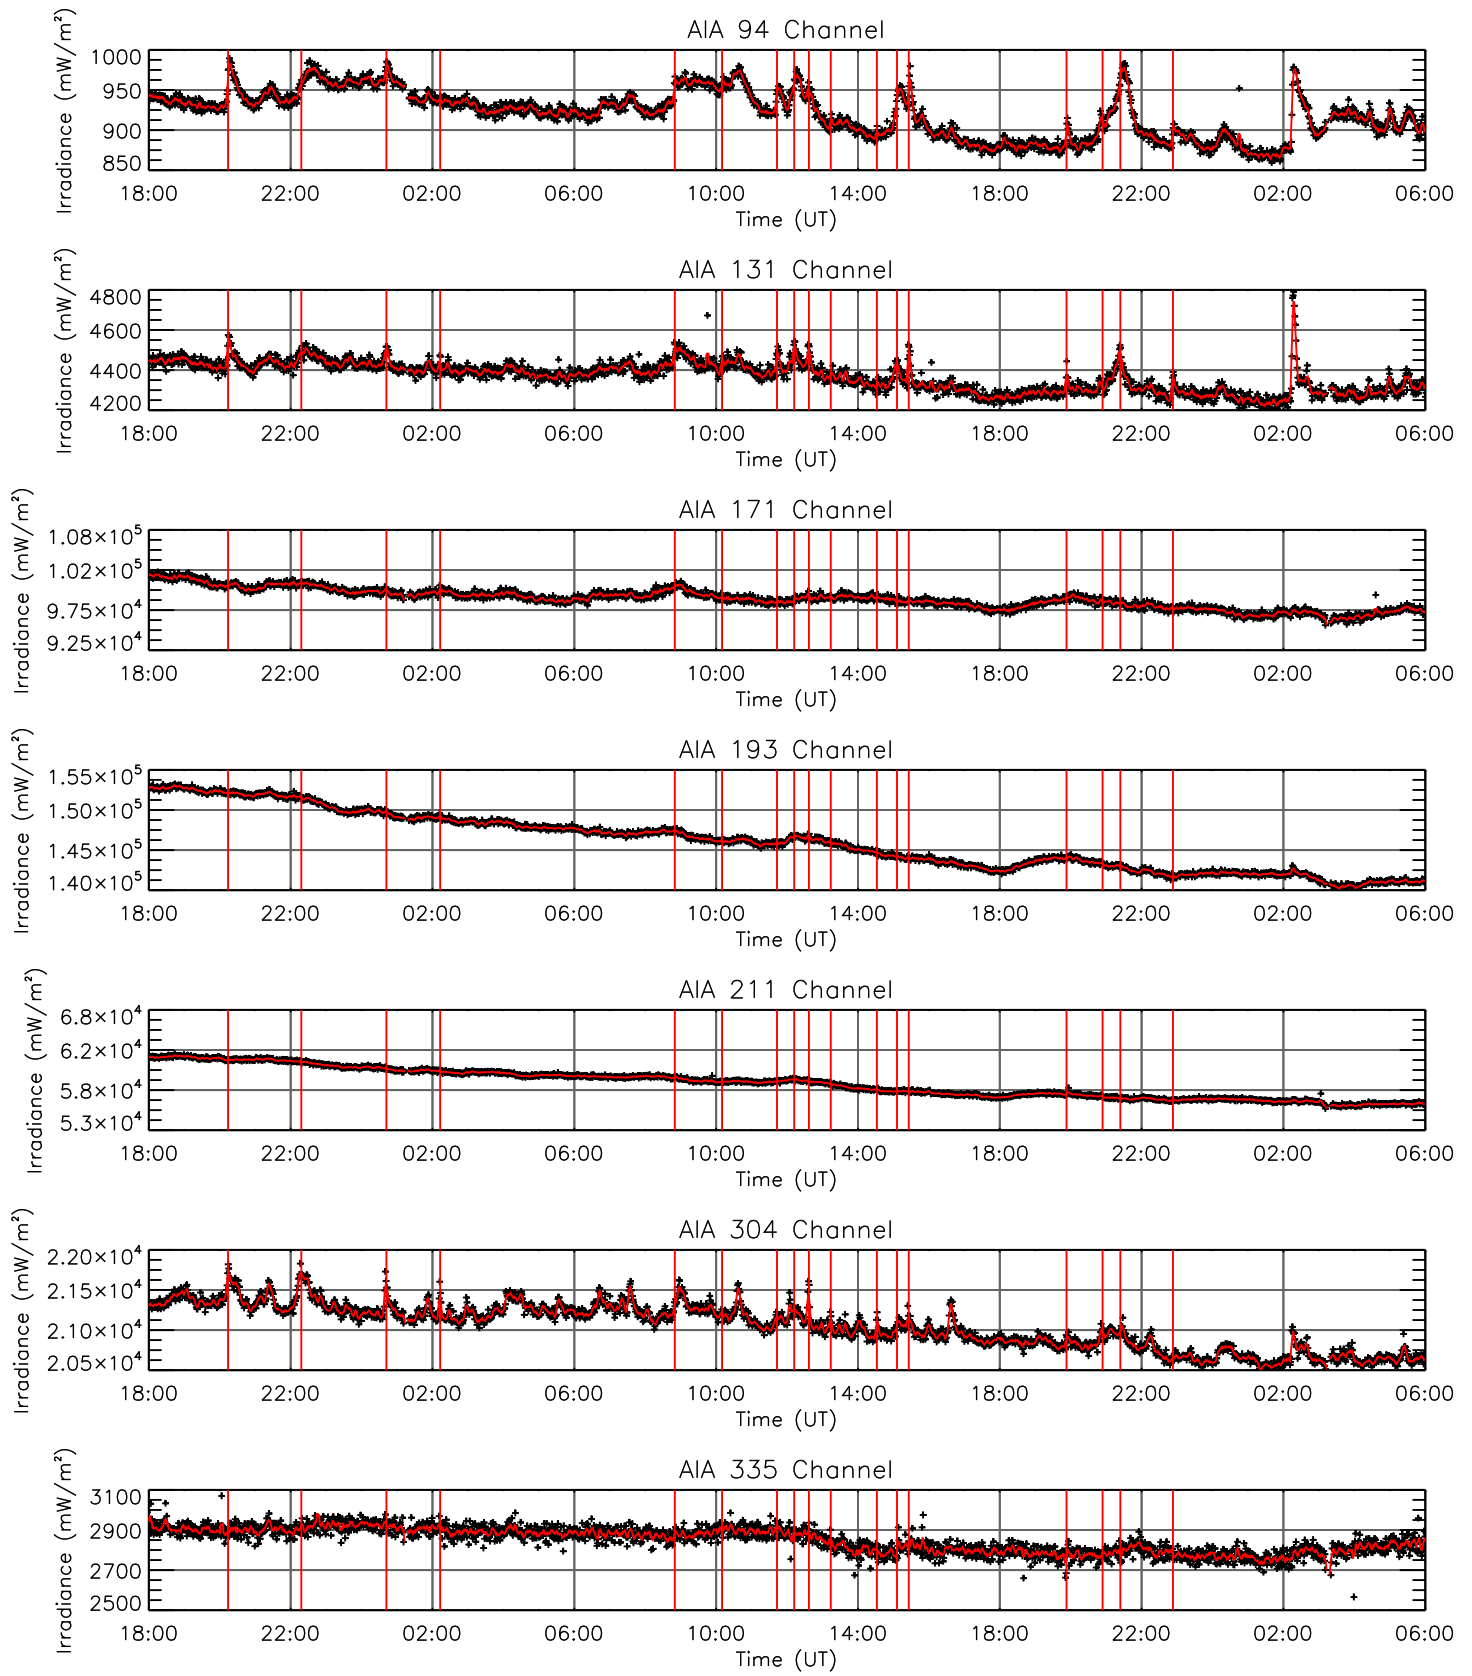 AIA 94 Channel
Irradiance (mW/m²)
1000
950
900
850
18:00 22:00 02:00 06:00 10:00 14:00 18:00 22:00 02:00 06:00
Time (UT)
AIA 131 Channel
Irradiance (mW/m²)
4800
4600
4400
4200
18:00 22:00 02:00 06:00 10:00 14:00 18:00 22:00 02:00 06:00
Time (UT)
AIA 171 Channel
Irradiance (mW/m²)
1.08×10⁵
1.02×10⁵
9.75×10⁴
9.25×10⁴
18:00 22:00 02:00 06:00 10:00 14:00 18:00 22:00 02:00 06:00
Time (UT)
AIA 193 Channel
Irradiance (mW/m²)
1.55×10⁵
1.50×10⁵
1.45×10⁵
1.40×10⁵
18:00 22:00 02:00 06:00 10:00 14:00 18:00 22:00 02:00 06:00
Time (UT)
AIA 211 Channel
Irradiance (mW/m²)
6.8×10⁴
6.2×10⁴
5.8×10⁴
5.3×10⁴
18:00 22:00 02:00 06:00 10:00 14:00 18:00 22:00 02:00 06:00
Time (UT)
AIA 304 Channel
Irradiance (mW/m²)
2.20×10⁴
2.15×10⁴
2.10×10⁴
2.05×10⁴
18:00 22:00 02:00 06:00 10:00 14:00 18:00 22:00 02:00 06:00
Time (UT)
AIA 335 Channel
Irradiance (mW/m²)
3100
2900
2700
2500
18:00 22:00 02:00 06:00 10:00 14:00 18:00 22:00 02:00 06:00
Time (UT)